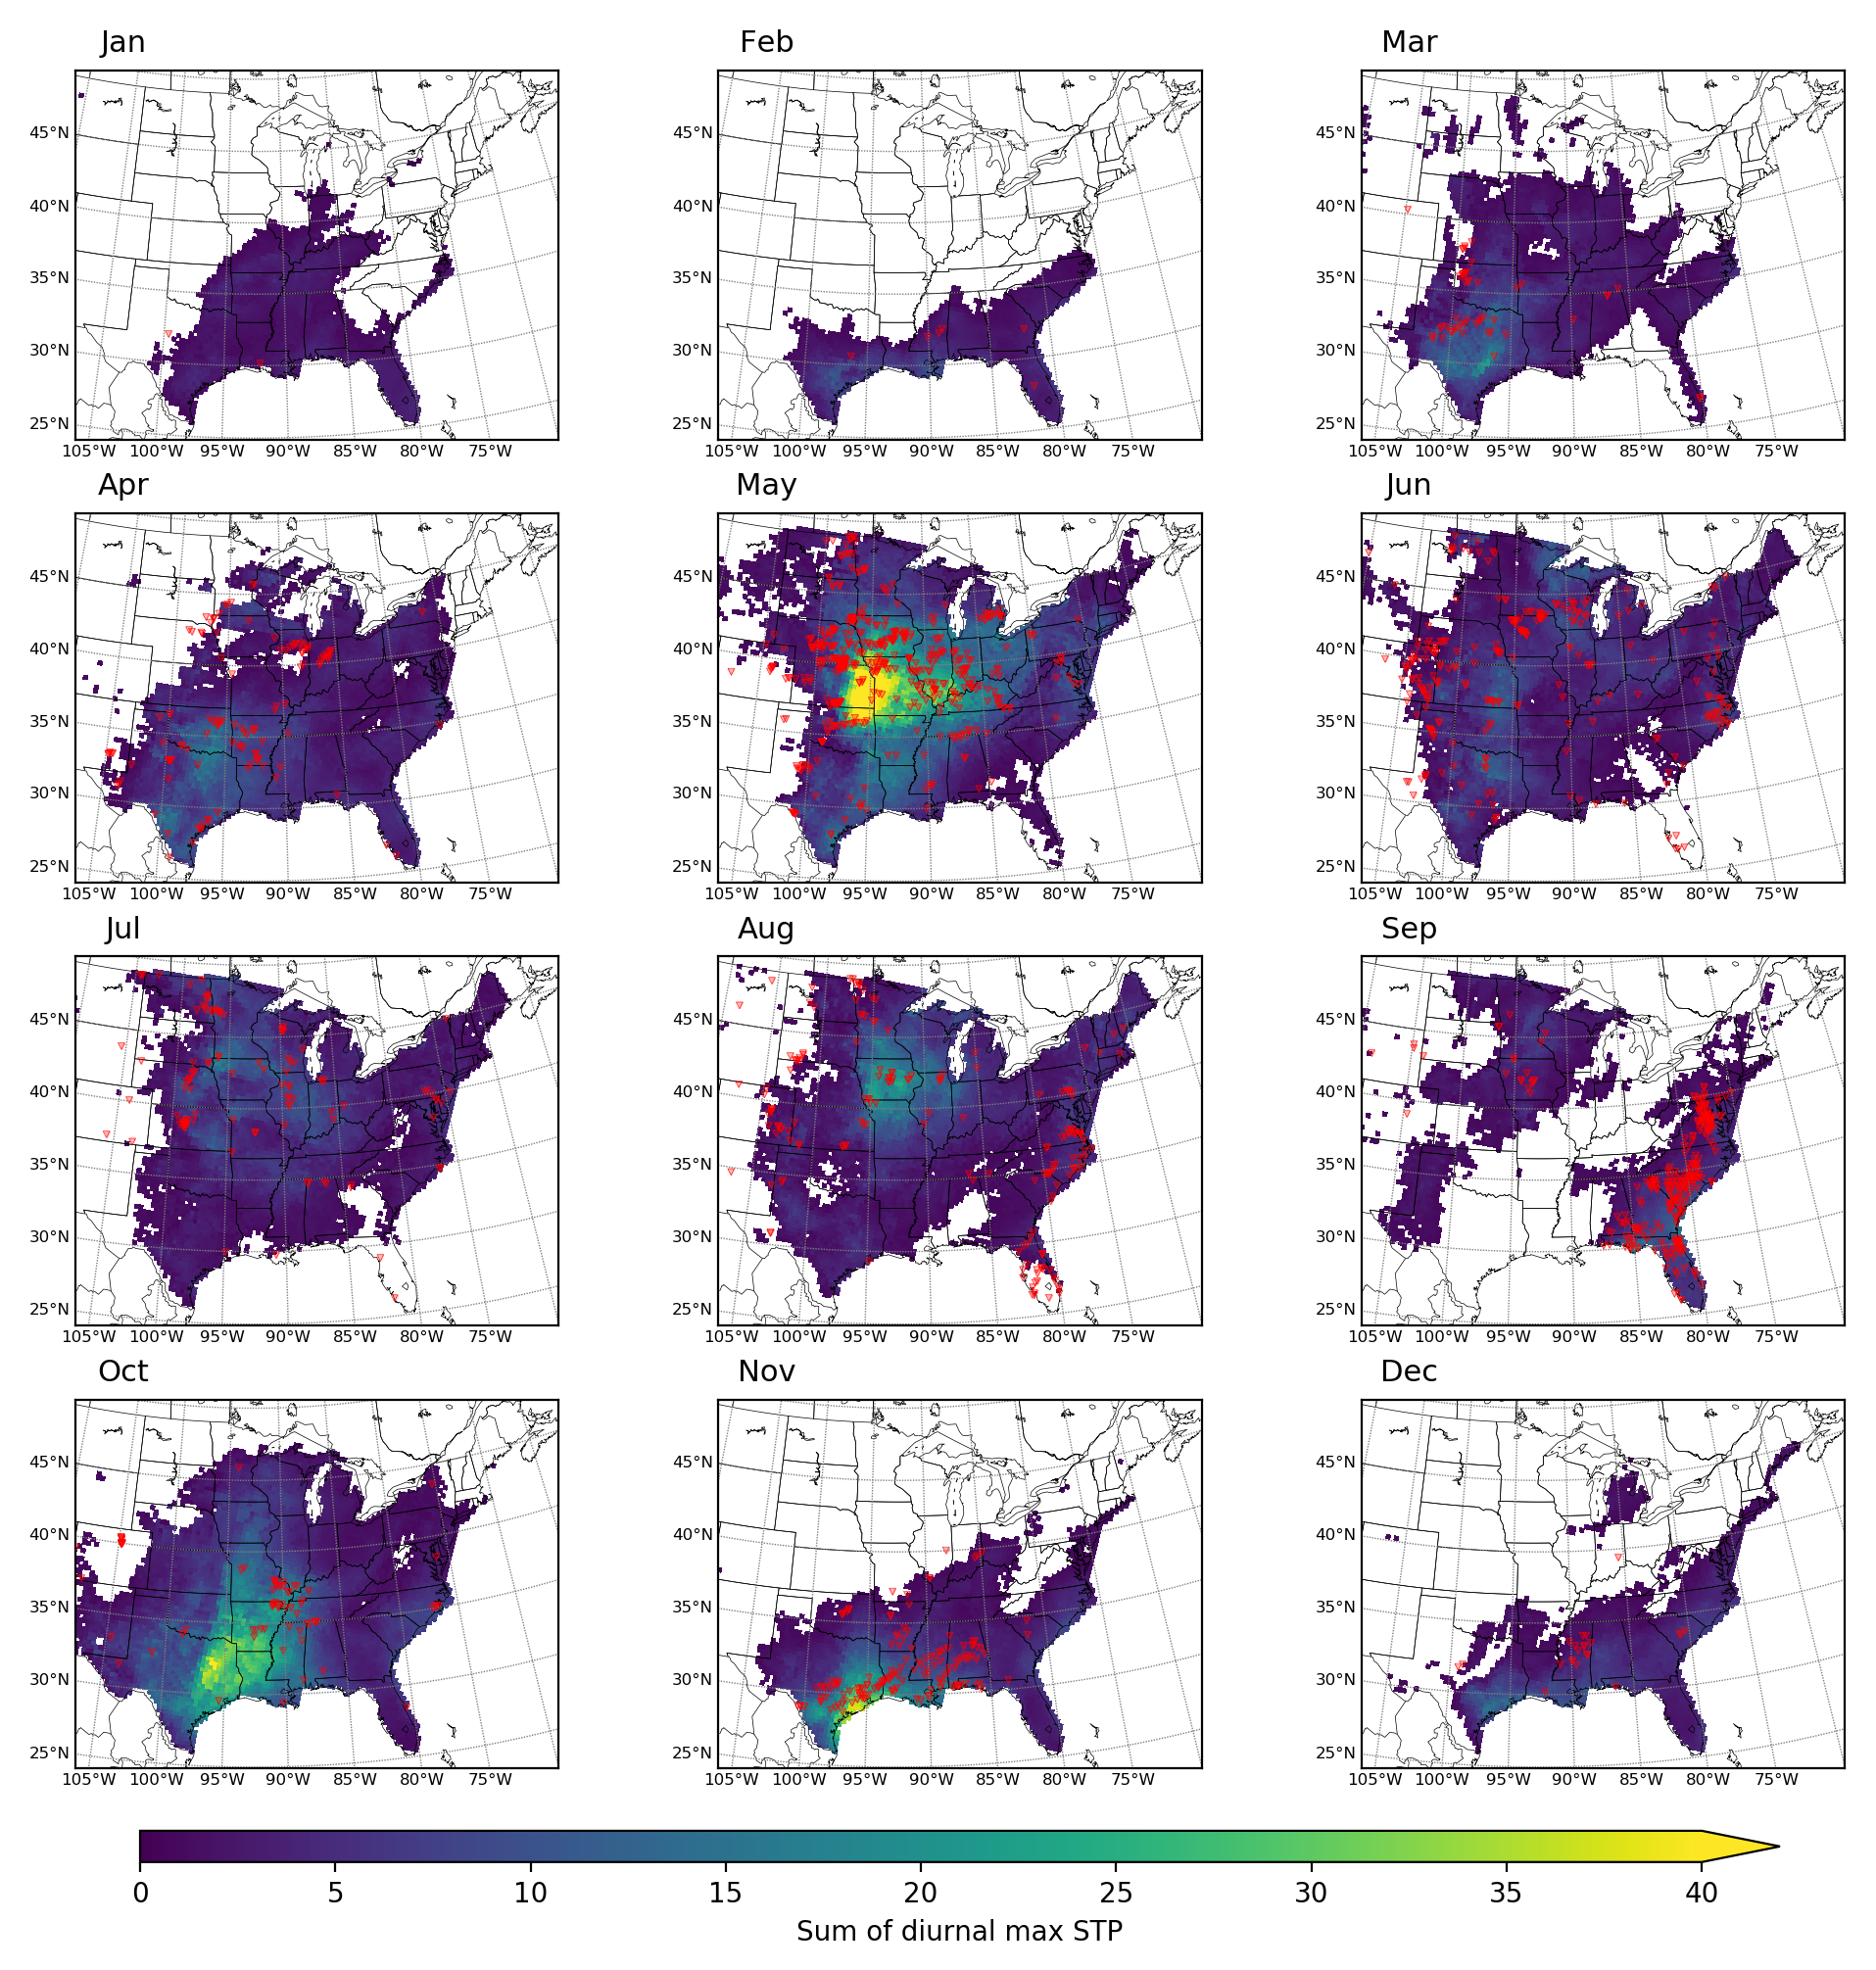 Jan Feb Mar
45°N 45°N 45°N
40°N 40°N 40°N
35°N 35°N 35°N
30°N 30°N 30°N
25°N 25°N 25°N
105°W 100°W 95°W 90°W 85°W 80°W 75°W 105°W 100°W 95°W 90°W 85°W 80°W 75°W 105°W 100°W 95°W 90°W 85°W 80°W 75°W
Apr May Jun
45°N 45°N 45°N
40°N 40°N 40°N
35°N 35°N 35°N
30°N 30°N 30°N
25°N 25°N 25°N
105°W 100°W 95°W 90°W 85°W 80°W 75°W 105°W 100°W 95°W 90°W 85°W 80°W 75°W 105°W 100°W 95°W 90°W 85°W 80°W 75°W
Jul Aug Sep
45°N 45°N 45°N
40°N 40°N 40°N
35°N 35°N 35°N
30°N 30°N 30°N
25°N 25°N 25°N
105°W 100°W 95°W 90°W 85°W 80°W 75°W 105°W 100°W 95°W 90°W 85°W 80°W 75°W 105°W 100°W 95°W 90°W 85°W 80°W 75°W
Oct Nov Dec
45°N 45°N 45°N
40°N 40°N 40°N
35°N 35°N 35°N
30°N 30°N 30°N
25°N 25°N 25°N
105°W 100°W 95°W 90°W 85°W 80°W 75°W 105°W 100°W 95°W 90°W 85°W 80°W 75°W 105°W 100°W 95°W 90°W 85°W 80°W 75°W
0 5 10 15 20 25 30 35 40
Sum of diurnal max STP